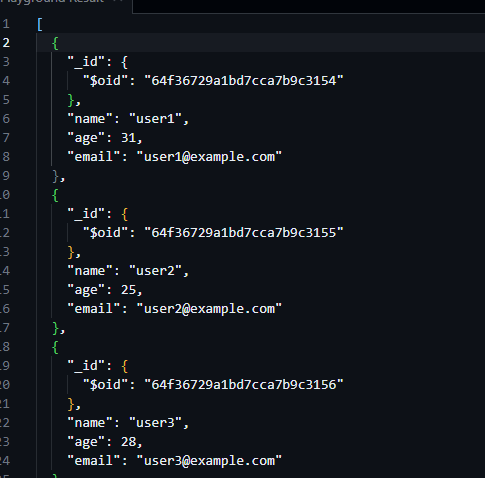 Playground Result
1 [
2 {
3 "_id": {
4 "$oid": "64f36729a1bd7cca7b9c3154"
5 },
6 "name": "user1",
7 "age": 31,
8 "email": "user1@example.com"
9 },
10 {
11 "_id": {
12 "$oid": "64f36729a1bd7cca7b9c3155"
13 },
14 "name": "user2",
15 "age": 25,
16 "email": "user2@example.com"
17 },
18 {
19 "_id": {
20 "$oid": "64f36729a1bd7cca7b9c3156"
21 },
22 "name": "user3",
23 "age": 28,
24 "email": "user3@example.com"
25 }